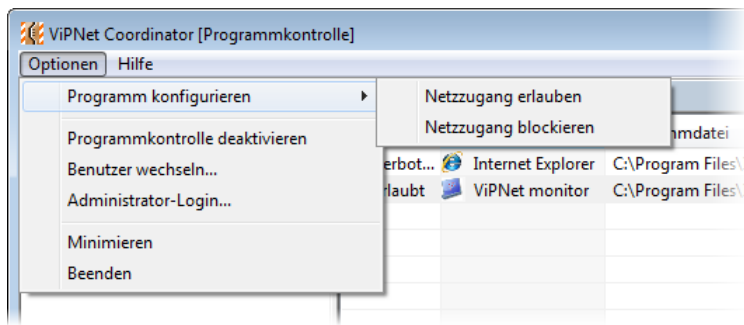 ViPNet Coordinator [Programmkontrolle]
Optionen Hilfe
Programm konfigurieren
Netzzugang erlauben
Netzzugang blockieren
Programmkontrolle deaktivieren
Benutzer wechseln...
Administrator-Login...
Minimieren
Beenden
Internet Explorer C:\Program Files\
ViPNet monitor C:\Program Files\